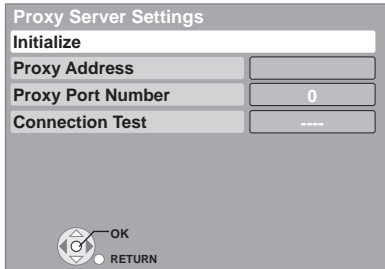 Proxy Server Settings
Initialize
Proxy Address
Proxy Port Number 0
Connection Test ----
OK
RETURN